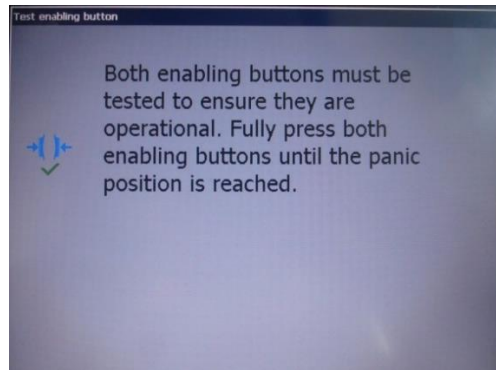 Test enabling button
Both enabling buttons must be
tested to ensure they are
operational. Fully press both
enabling buttons until the panic
position is reached.